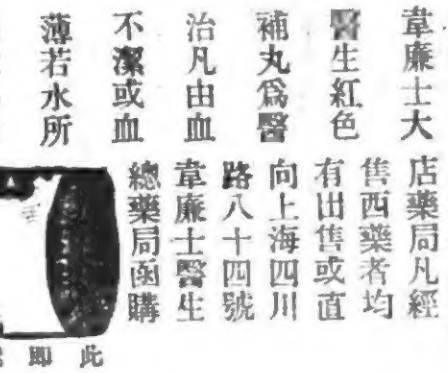 韋廉士大
醫生紅色
補丸爲醫
治凡由血
不潔或血
薄若水所
店藥局凡經
售西藥者均
有出售或直
向上海四川
路八十四號
韋廉士醫生
總藥局函購
此即